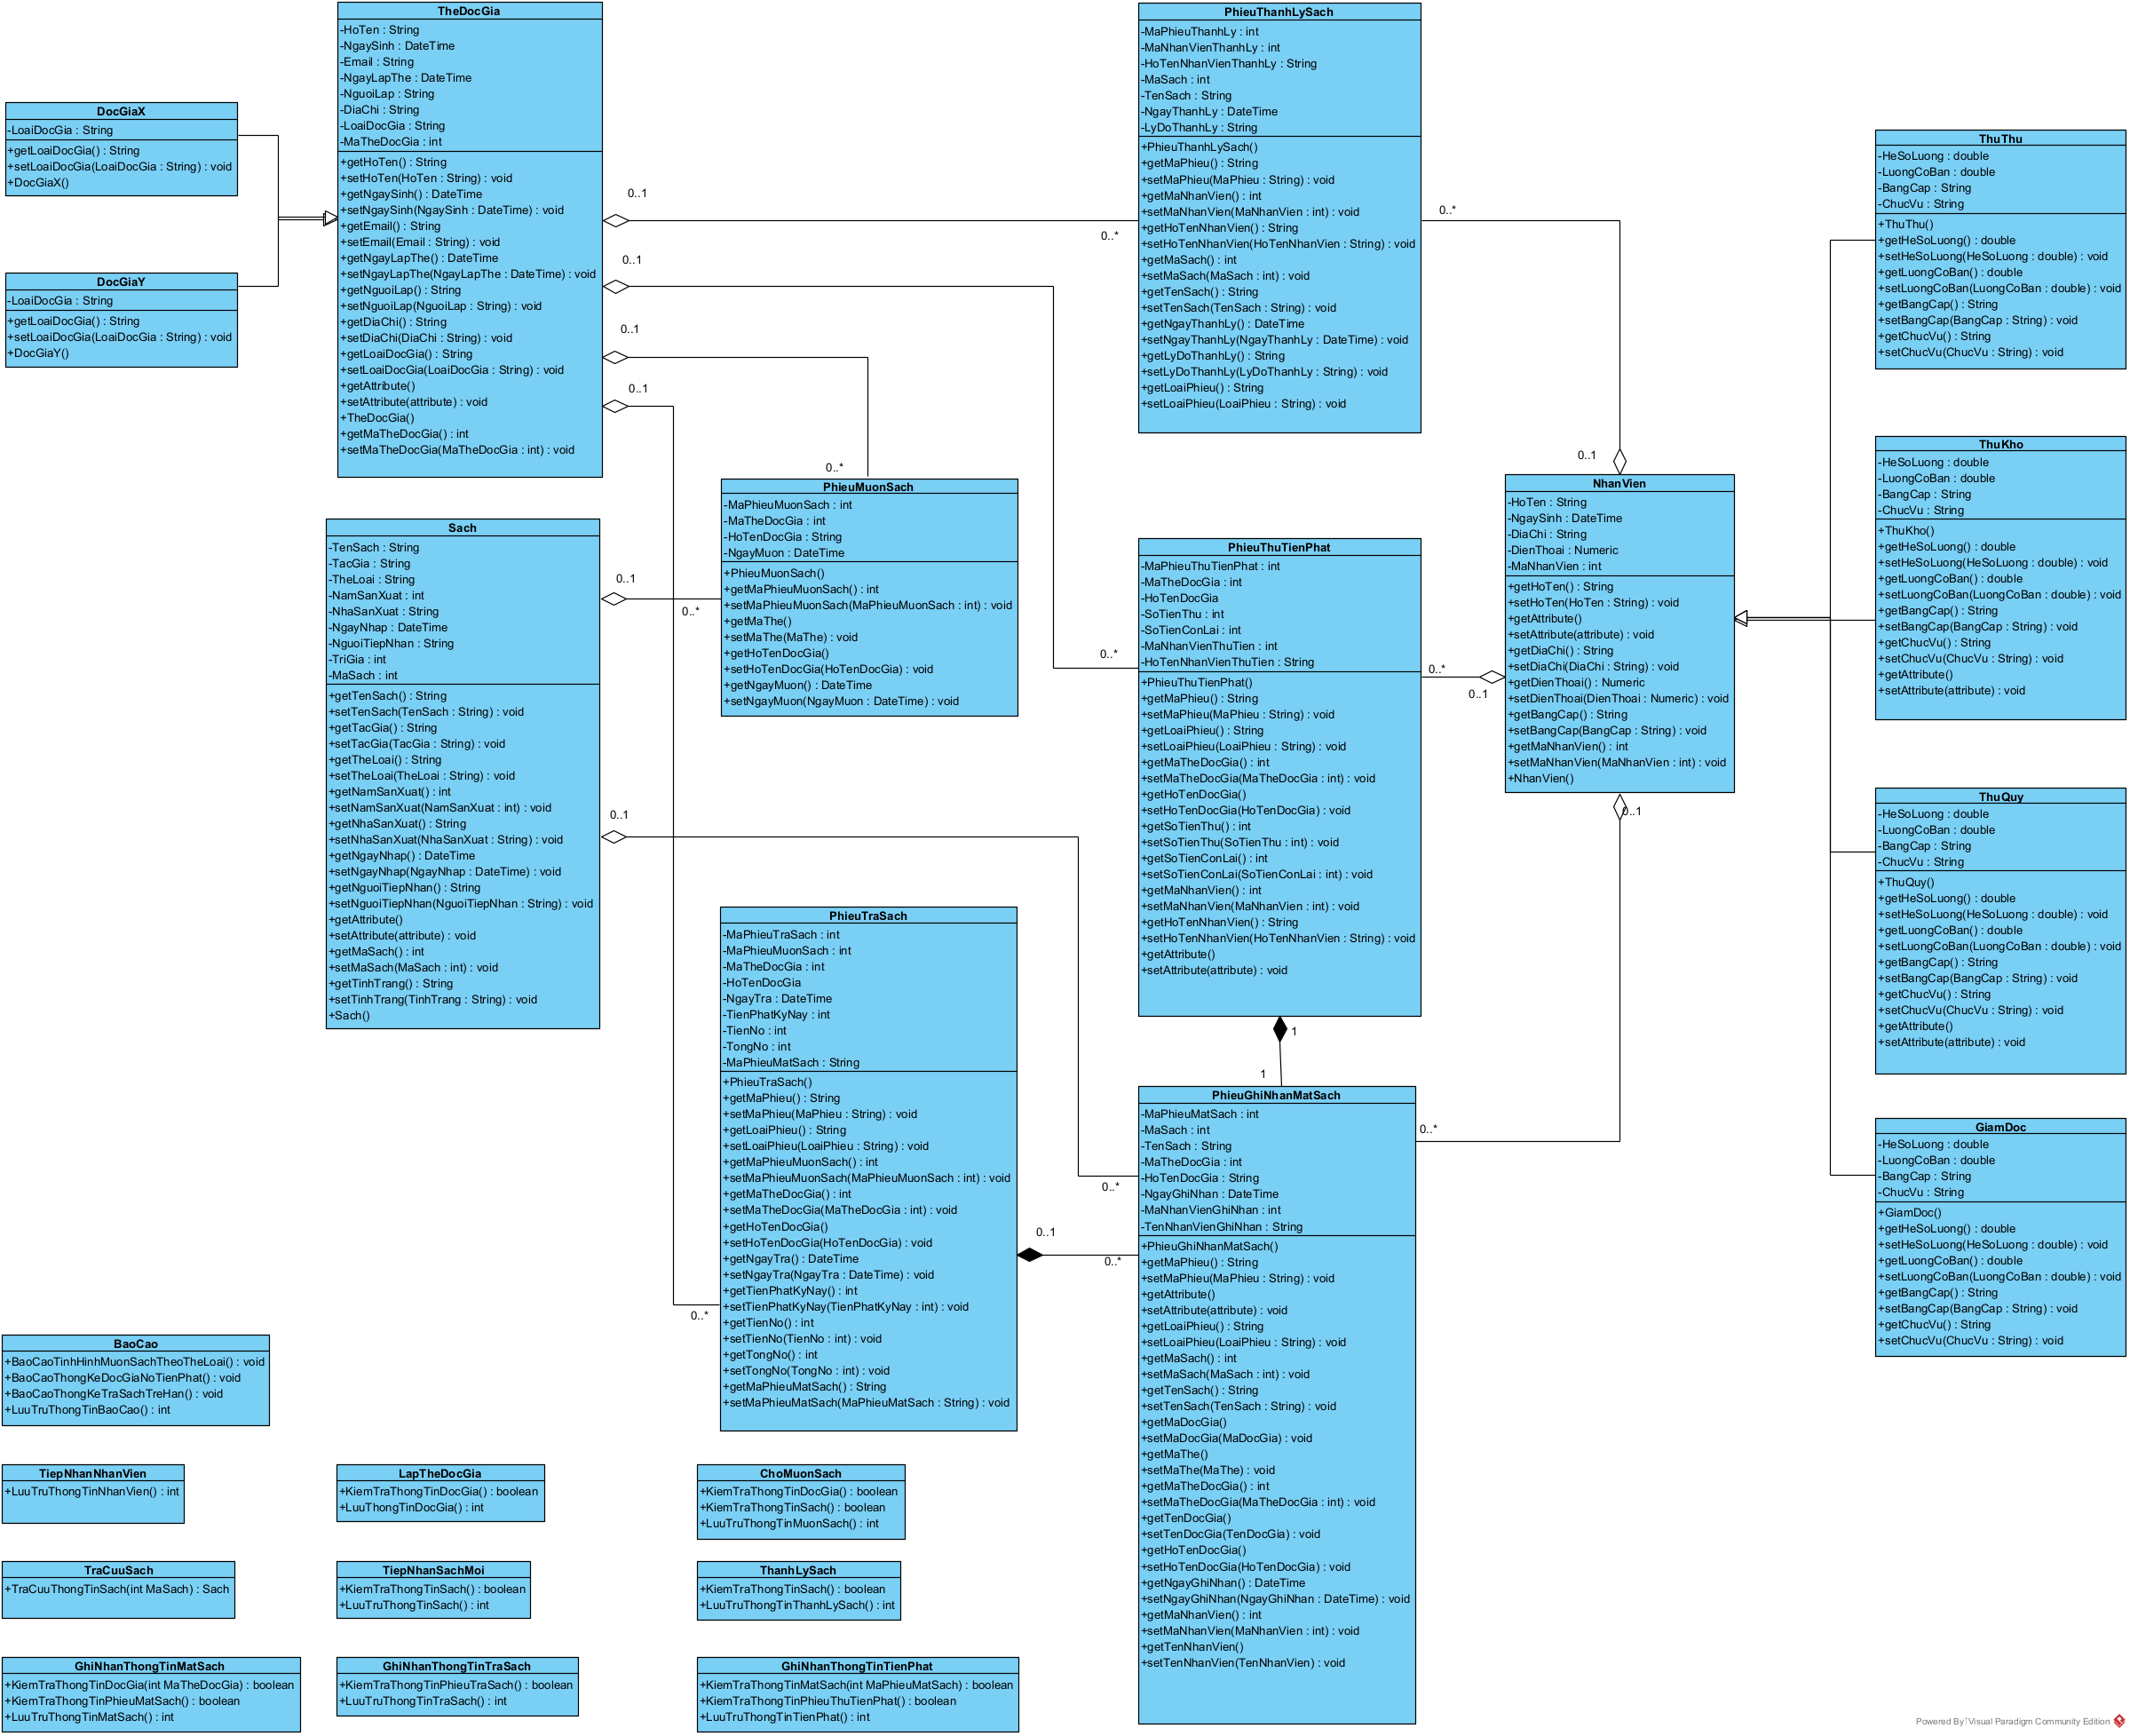 TheDocGia
-HoTen : String
-NgaySinh : DateTime
-Email : String
-NgayLapThe : DateTime
-NguoiLap : String
-DiaChi : String
-LoaiDocGia : String
-MaTheDocGia : int
+getHoTen() : String
+setHoTen(HoTen : String) : void
+getNgaySinh() : DateTime
+setNgaySinh(NgaySinh : DateTime) : void
+getEmail() : String
+setEmail(Email : String) : void
+getNgayLapThe() : DateTime
+setNgayLapThe(NgayLapThe : DateTime) : void
+getNguoiLap() : String
+setNguoiLap(NguoiLap : String) : void
+getDiaChi() : String
+setDiaChi(DiaChi : String) : void
+getLoaiDocGia() : String
+setLoaiDocGia(LoaiDocGia : String) : void
+getAttribute()
+setAttribute(attribute) : void
+TheDocGia()
+getMaTheDocGia() : int
+setMaTheDocGia(MaTheDocGia : int) : void
DocGiaX
-LoaiDocGia : String
+getLoaiDocGia() : String
+setLoaiDocGia(LoaiDocGia : String) : void
+DocGiaX()
DocGiaY
-LoaiDocGia : String
+getLoaiDocGia() : String
+setLoaiDocGia(LoaiDocGia : String) : void
+DocGiaY()
0..1
0..*
0..1
0..*
0..1
0..*
0..1
0..*
PhieuThanhLySach
-MaPhieuThanhLy : int
-MaNhanVienThanhLy : int
-HoTenNhanVienThanhLy : String
-MaSach : int
-TenSach : String
-NgayThanhLy : DateTime
-LyDoThanhLy : String
+PhieuThanhLySach()
+getMaPhieu() : String
+setMaPhieu(MaPhieu : String) : void
+getMaNhanVien() : int
+setMaNhanVien(MaNhanVien : int) : void
+getHoTenNhanVien() : String
+setHoTenNhanVien(HoTenNhanVien : String) : void
+getMaSach() : int
+setMaSach(MaSach : int) : void
+getTenSach() : String
+setTenSach(TenSach : String) : void
+getNgayThanhLy() : DateTime
+setNgayThanhLy(NgayThanhLy : DateTime) : void
+getLyDoThanhLy() : String
+setLyDoThanhLy(LyDoThanhLy : String) : void
+getLoaiPhieu() : String
+setLoaiPhieu(LoaiPhieu : String) : void
0..*
0..1
ThuThu
-HeSoLuong : double
-LuongCoBan : double
-BangCap : String
-ChucVu : String
+ThuThu()
+getHeSoLuong() : double
+setHeSoLuong(HeSoLuong : double) : void
+getLuongCoBan() : double
+setLuongCoBan(LuongCoBan : double) : void
+getBangCap() : String
+setBangCap(BangCap : String) : void
+getChucVu() : String
+setChucVu(ChucVu : String) : void
ThuKho
-HeSoLuong : double
-LuongCoBan : double
-BangCap : String
-ChucVu : String
+ThuKho()
+getHeSoLuong() : double
+setHeSoLuong(HeSoLuong : double) : void
+getLuongCoBan() : double
+setLuongCoBan(LuongCoBan : double) : void
+getBangCap() : String
+setBangCap(BangCap : String) : void
+getChucVu() : String
+setChucVu(ChucVu : String) : void
+getAttribute()
+setAttribute(attribute) : void
NhanVien
-HoTen : String
-NgaySinh : DateTime
-DiaChi : String
-DienThoai : Numeric
-MaNhanVien : int
+getHoTen() : String
+setHoTen(HoTen : String) : void
+getAttribute()
+setAttribute(attribute) : void
+getDiaChi() : String
+setDiaChi(DiaChi : String) : void
+getDienThoai() : Numeric
+setDienThoai(DienThoai : Numeric) : void
+getBangCap() : String
+setBangCap(BangCap : String) : void
+getMaNhanVien() : int
+setMaNhanVien(MaNhanVien : int) : void
+NhanVien()
0..*
0..1
0..1
0..*
PhieuMuonSach
-MaPhieuMuonSach : int
-MaTheDocGia : int
-HoTenDocGia : String
-NgayMuon : DateTime
+PhieuMuonSach()
+getMaPhieuMuonSach() : int
+setMaPhieuMuonSach(MaPhieuMuonSach : int) : void
+getMaThe()
+setMaThe(MaThe) : void
+getHoTenDocGia()
+setHoTenDocGia(HoTenDocGia) : void
+getNgayMuon() : DateTime
+setNgayMuon(NgayMuon : DateTime) : void
Sach
-TenSach : String
-TacGia : String
-TheLoai : String
-NamSanXuat : int
-NhaSanXuat : String
-NgayNhap : DateTime
-NguoiTiepNhan : String
-TriGia : int
-MaSach : int
+getTenSach() : String
+setTenSach(TenSach : String) : void
+getTacGia() : String
+setTacGia(TacGia : String) : void
+getTheLoai() : String
+setTheLoai(TheLoai : String) : void
+getNamSanXuat() : int
+setNamSanXuat(NamSanXuat : int) : void
+getNhaSanXuat() : String
+setNhaSanXuat(NhaSanXuat : String) : void
+getNgayNhap() : DateTime
+setNgayNhap(NgayNhap : DateTime) : void
+getNguoiTiepNhan() : String
+setNguoiTiepNhan(NguoiTiepNhan : String) : void
+getAttribute()
+setAttribute(attribute) : void
+getMaSach() : int
+setMaSach(MaSach : int) : void
+getTinhTrang() : String
+setTinhTrang(TinhTrang : String) : void
+Sach()
0..1
0..*
0..1
0..*
PhieuThuTienPhat
-MaPhieuThuTienPhat : int
-MaTheDocGia : int
-HoTenDocGia
-SoTienThu : int
-SoTienConLai : int
-MaNhanVienThuTien : int
-HoTenNhanVienThuTien : String
+PhieuThuTienPhat()
+getMaPhieu() : String
+setMaPhieu(MaPhieu : String) : void
+getLoaiPhieu() : String
+setLoaiPhieu(LoaiPhieu : String) : void
+getMaTheDocGia() : int
+setMaTheDocGia(MaTheDocGia : int) : void
+getHoTenDocGia()
+setHoTenDocGia(HoTenDocGia) : void
+getSoTienThu() : int
+setSoTienThu(SoTienThu : int) : void
+getSoTienConLai() : int
+setSoTienConLai(SoTienConLai : int) : void
+getMaNhanVien() : int
+setMaNhanVien(MaNhanVien : int) : void
+getHoTenNhanVien() : String
+setHoTenNhanVien(HoTenNhanVien : String) : void
+getAttribute()
+setAttribute(attribute) : void
1
1
ThuQuy
-HeSoLuong : double
-LuongCoBan : double
-BangCap : String
-ChucVu : String
+ThuQuy()
+getHeSoLuong() : double
+setHeSoLuong(HeSoLuong : double) : void
+getLuongCoBan() : double
+setLuongCoBan(LuongCoBan : double) : void
+getBangCap() : String
+setBangCap(BangCap : String) : void
+getChucVu() : String
+setChucVu(ChucVu : String) : void
+getAttribute()
+setAttribute(attribute) : void
PhieuTraSach
-MaPhieuTraSach : int
-MaPhieuMuonSach : int
-MaTheDocGia : int
-HoTenDocGia
-NgayTra : DateTime
-TienPhatKyNay : int
-TienNo : int
-TongNo : int
-MaPhieuMatSach : String
+PhieuTraSach()
+getMaPhieu() : String
+setMaPhieu(MaPhieu : String) : void
+getLoaiPhieu() : String
+setLoaiPhieu(LoaiPhieu : String) : void
+getMaPhieuMuonSach() : int
+setMaPhieuMuonSach(MaPhieuMuonSach : int) : void
+getMaTheDocGia() : int
+setMaTheDocGia(MaTheDocGia : int) : void
+getHoTenDocGia()
+setHoTenDocGia(HoTenDocGia) : void
+getNgayTra() : DateTime
+setNgayTra(NgayTra : DateTime) : void
+getTienPhatKyNay() : int
+setTienPhatKyNay(TienPhatKyNay : int) : void
+getTienNo() : int
+setTienNo(TienNo : int) : void
+getTongNo() : int
+setTongNo(TongNo : int) : void
+getMaPhieuMatSach() : String
+setMaPhieuMatSach(MaPhieuMatSach : String) : void
0..1
0..*
PhieuGhiNhanMatSach
-MaPhieuMatSach : int
-MaSach : int
-TenSach : String
-MaTheDocGia : int
-HoTenDocGia : String
-NgayGhiNhan : DateTime
-MaNhanVienGhiNhan : int
-TenNhanVienGhiNhan : String
+PhieuGhiNhanMatSach()
+getMaPhieu() : String
+setMaPhieu(MaPhieu : String) : void
+getAttribute()
+setAttribute(attribute) : void
+getLoaiPhieu() : String
+setLoaiPhieu(LoaiPhieu : String) : void
+getMaSach() : int
+setMaSach(MaSach : int) : void
+getTenSach() : String
+setTenSach(TenSach : String) : void
+getMaDocGia()
+setMaDocGia(MaDocGia) : void
+getMaThe()
+setMaThe(MaThe) : void
+getMaTheDocGia() : int
+setMaTheDocGia(MaTheDocGia : int) : void
+getTenDocGia()
+setTenDocGia(TenDocGia) : void
+getHoTenDocGia()
+setHoTenDocGia(HoTenDocGia) : void
+getNgayGhiNhan() : DateTime
+setNgayGhiNhan(NgayGhiNhan : DateTime) : void
+getMaNhanVien() : int
+setMaNhanVien(MaNhanVien : int) : void
+getTenNhanVien()
+setTenNhanVien(TenNhanVien) : void
GiamDoc
-HeSoLuong : double
-LuongCoBan : double
-BangCap : String
-ChucVu : String
+GiamDoc()
+getHeSoLuong() : double
+setHeSoLuong(HeSoLuong : double) : void
+getLuongCoBan() : double
+setLuongCoBan(LuongCoBan : double) : void
+getBangCap() : String
+setBangCap(BangCap : String) : void
+getChucVu() : String
+setChucVu(ChucVu : String) : void
BaoCao
+BaoCaoTinhHinhMuonSachTheoTheLoai() : void
+BaoCaoThongKeDocGiaNoTienPhat() : void
+BaoCaoThongKeTraSachTreHan() : void
+LuuTruThongTinBaoCao() : int
TiepNhanNhanVien
+LuuTruThongTinNhanVien() : int
LapTheDocGia
+KiemTraThongTinDocGia() : boolean
+LuuThongTinDocGia() : int
ChoMuonSach
+KiemTraThongTinDocGia() : boolean
+KiemTraThongTinSach() : boolean
+LuuTruThongTinMuonSach() : int
TraCuuSach
+TraCuuThongTinSach(int MaSach) : Sach
TiepNhanSachMoi
+KiemTraThongTinSach() : boolean
+LuuTruThongTinSach() : int
ThanhLySach
+KiemTraThongTinSach() : boolean
+LuuTruThongTinThanhLySach() : int
GhiNhanThongTinMatSach
+KiemTraThongTinDocGia(int MaTheDocGia) : boolean
+KiemTraThongTinPhieuMatSach() : boolean
+LuuTruThongTinMatSach() : int
GhiNhanThongTinTraSach
+KiemTraThongTinPhieuTraSach() : boolean
+LuuTruThongTinTraSach() : int
GhiNhanThongTinTienPhat
+KiemTraThongTinMatSach(int MaPhieuMatSach) : boolean
+KiemTraThongTinPhieuThuTienPhat() : boolean
+LuuTruThongTinTienPhat() : int
Powered By Visual Paradigm Community Edition